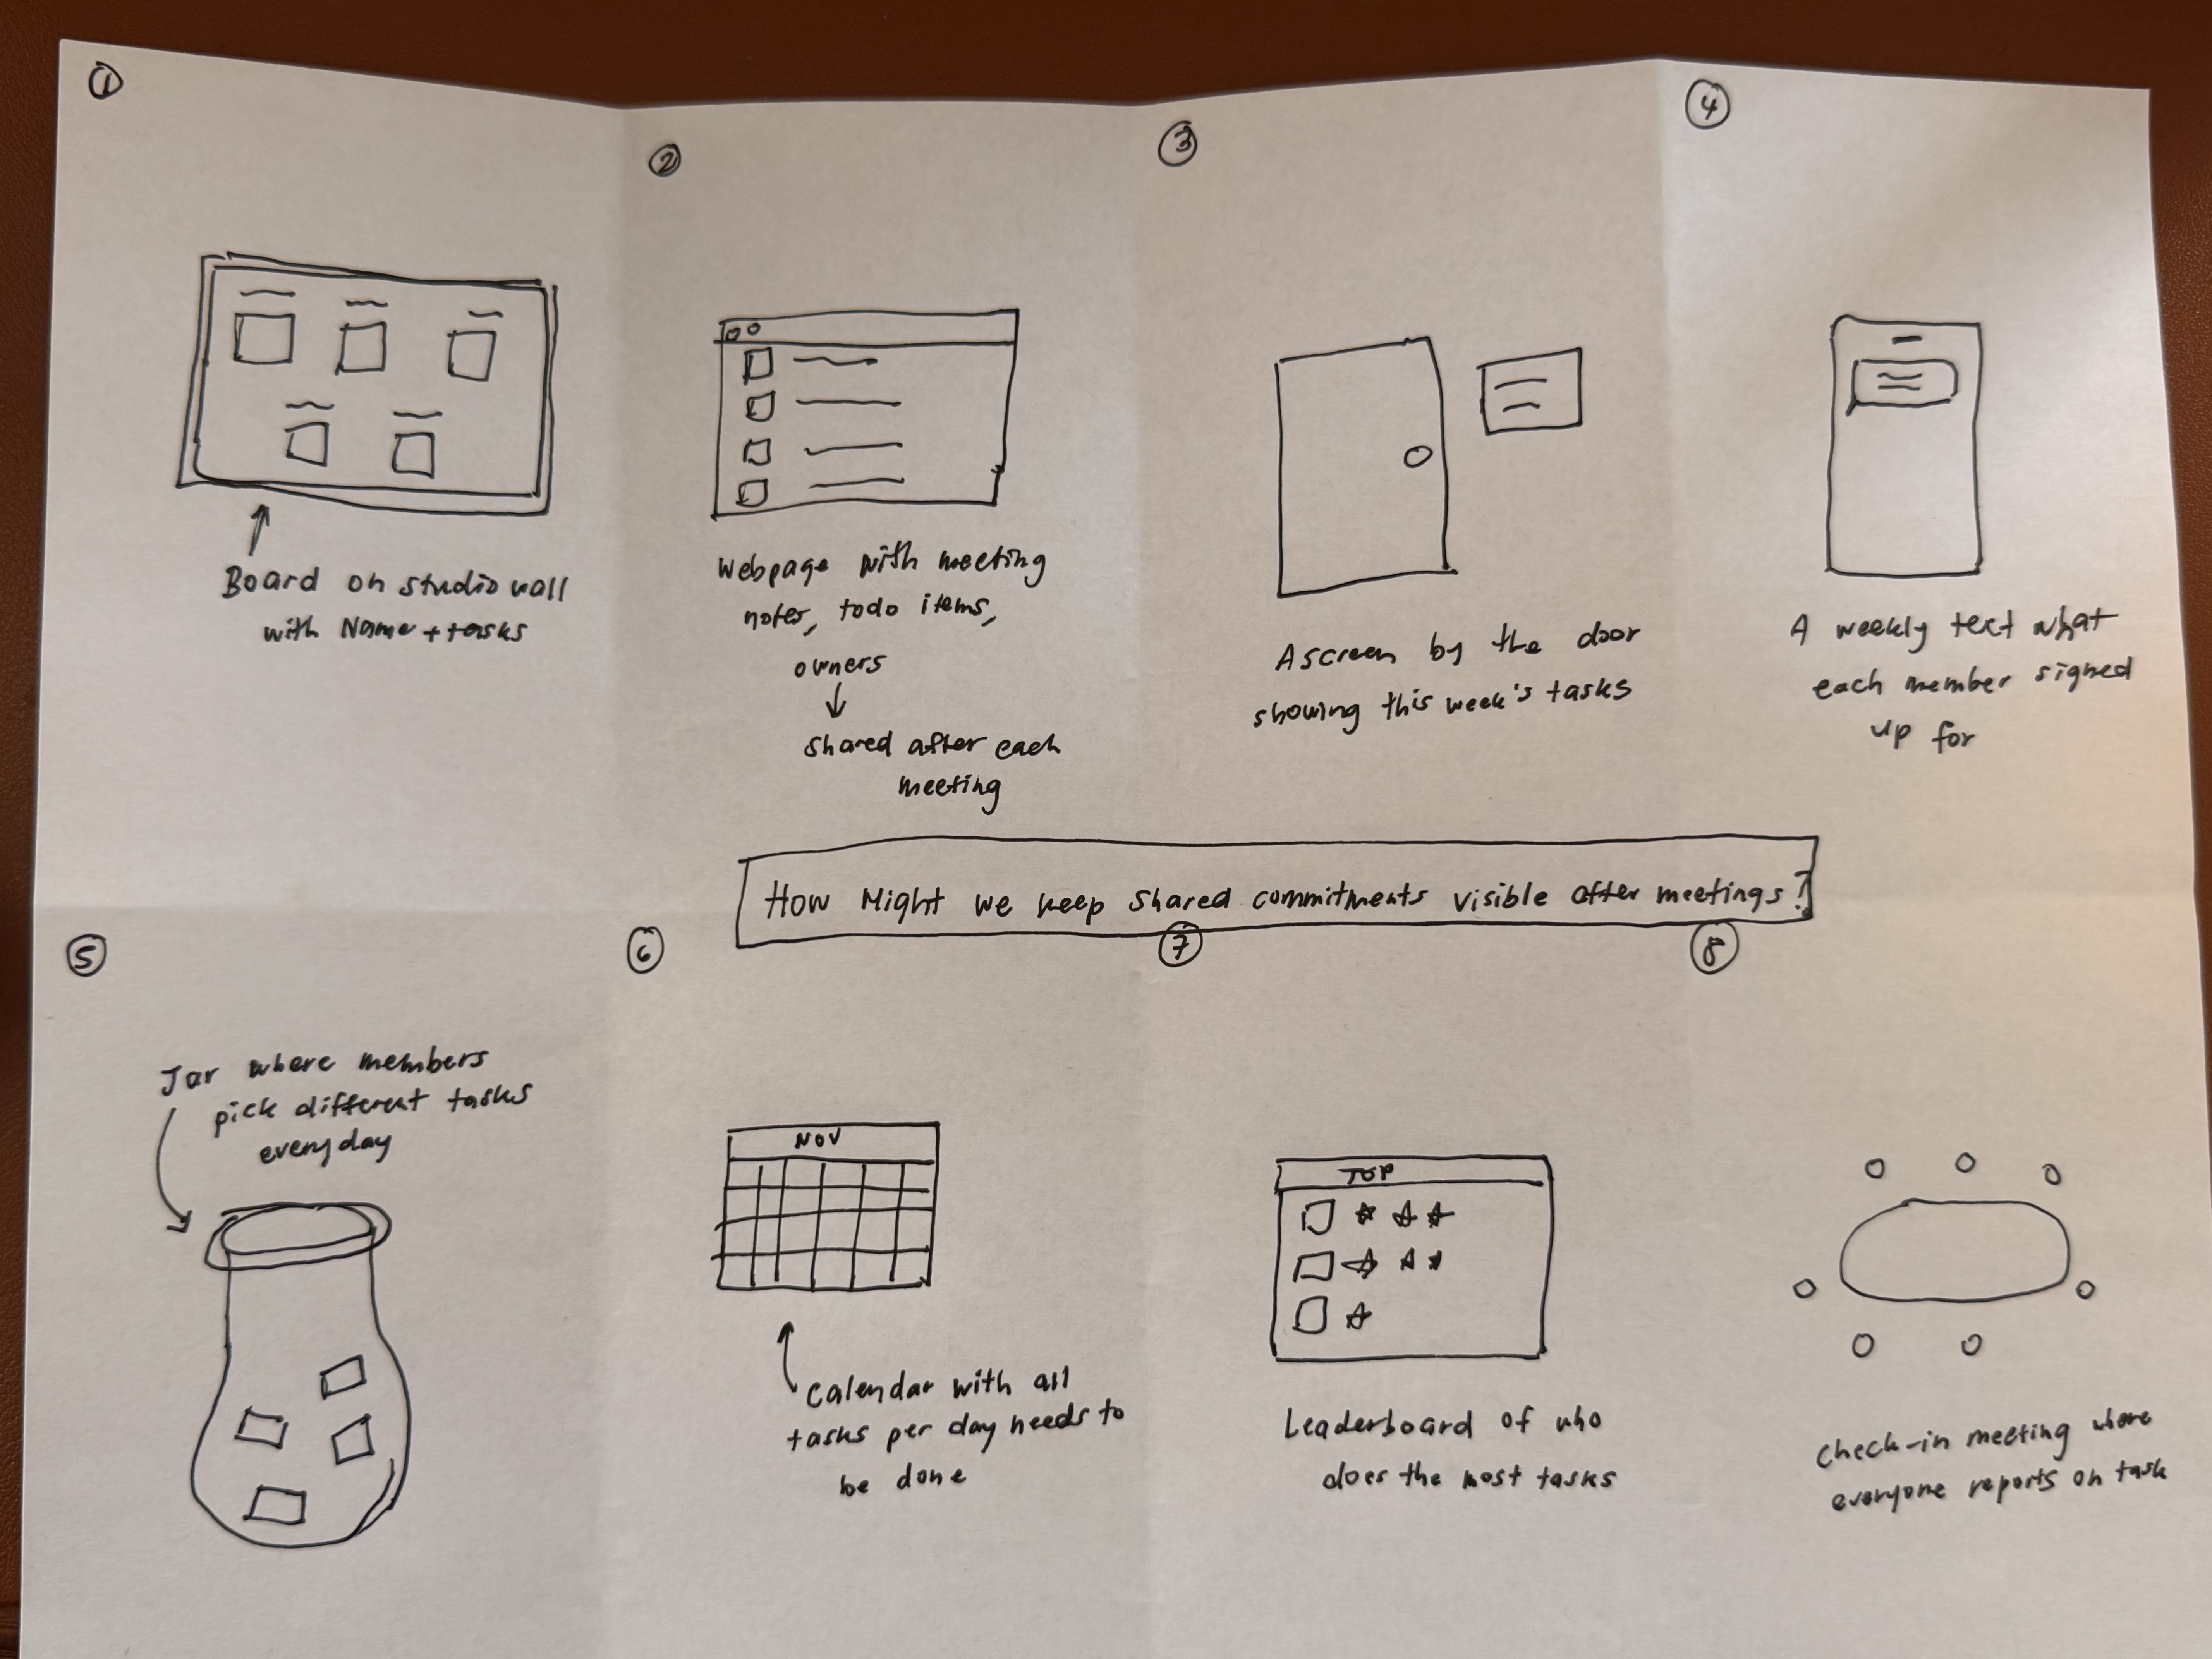 1
Board on studio wall
with Name + tasks
2
Webpage with meeting
notes, todo items,
owners
shared after each
meeting
3
A screen by the door
showing this week's tasks
4
A weekly text what
each member signed
up for
How Might we keep shared commitments visible after meetings?
5
Jar where members
pick different tasks
everyday
6
NOV
Calendar with all
tasks per day needs to
be done
7
TOP
Leaderboard of who
does the most tasks
8
check-in meeting where
everyone reports on task